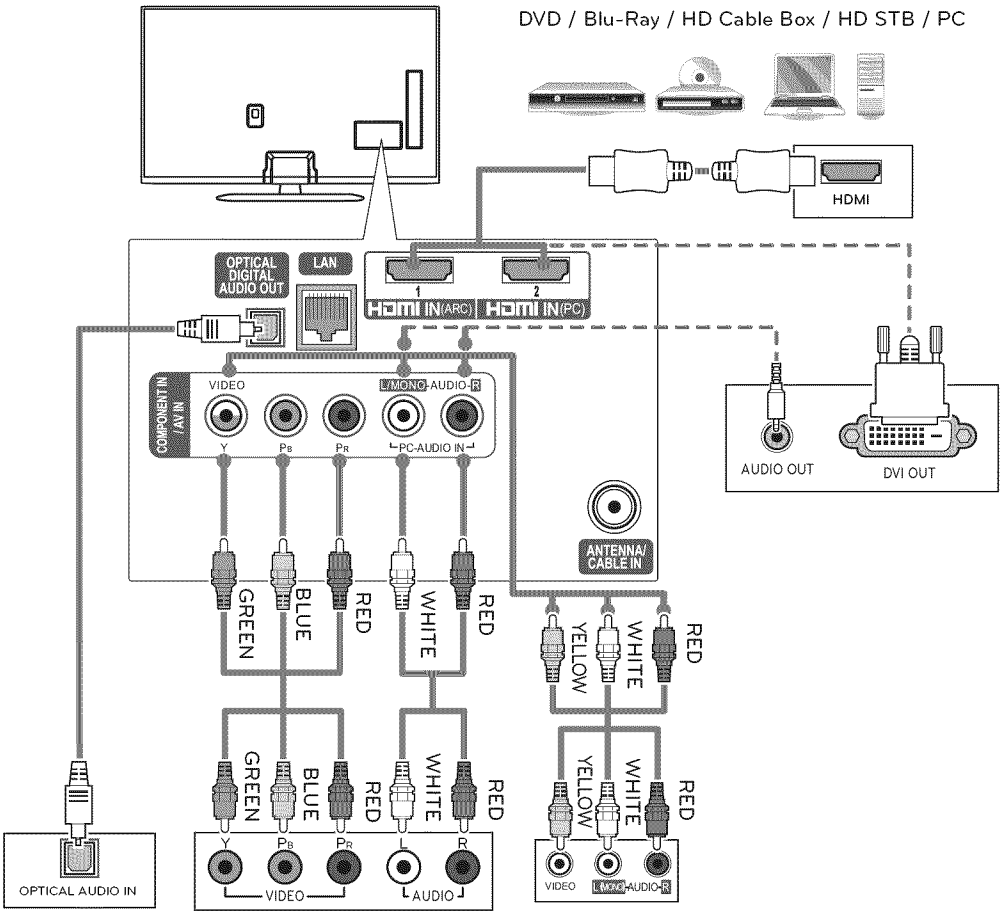 DVD / Blu-Ray / HD Cable Box / HD STB / PC
HDMI
OPTICAL
DIGITAL
AUDIO OUT
LAN
1
2
HDMI IN(ARC)
HDMI IN(PC)
COMPONENT IN
/ AV IN
VIDEO
L/MONO-AUDIO-R
Y
PB
PR
PC-AUDIO IN
AUDIO OUT
DVI OUT
ANTENNA/
CABLE IN
GREEN
BLUE
RED
WHITE
RED
YELLOW
WHITE
RED
GREEN
BLUE
RED
WHITE
RED
YELLOW
WHITE
RED
OPTICAL AUDIO IN
Y
PB
PR
L
R
VIDEO
AUDIO
VIDEO
L(MONO)-AUDIO-R